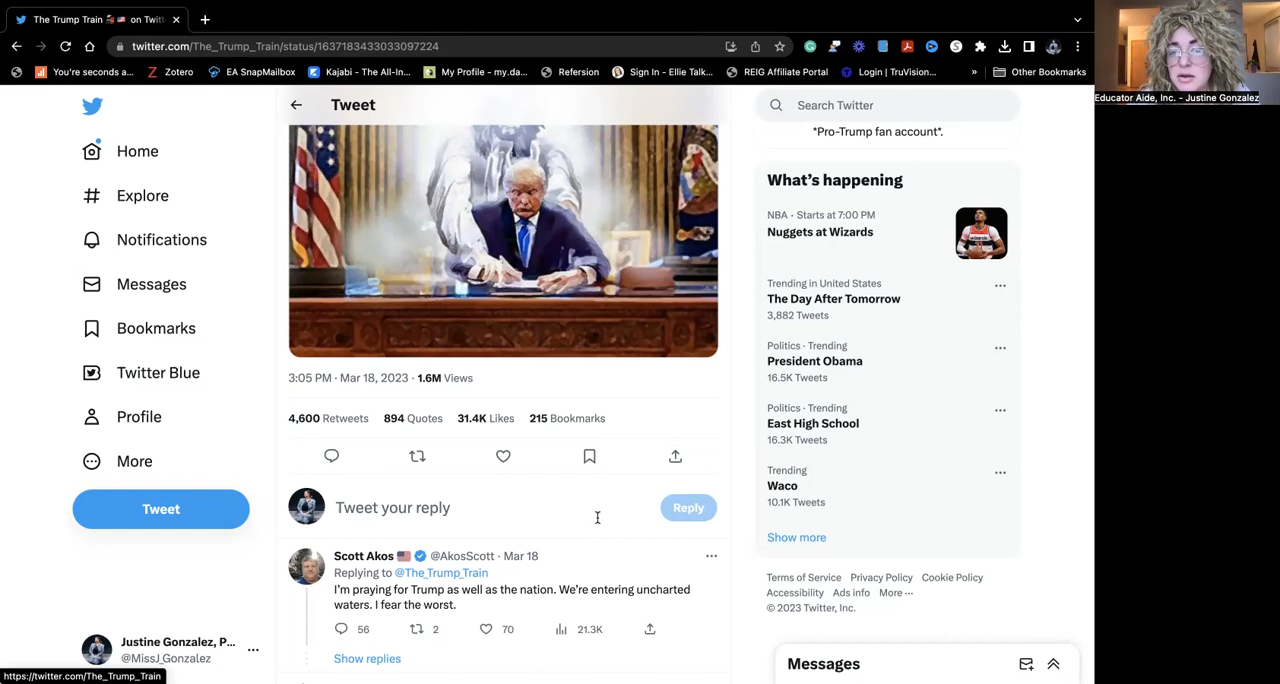 The Trump Train 🚂🇺🇸 on Twitt
twitter.com/The_Trump_Train/status/1637183433033097224
You're seconds a...
Zotero
EA SnapMailbox
Kajabi - The All-In...
My Profile - my.da...
Refersion
Sign In - Ellie Talk...
REIG Affiliate Portal
Login | TruVision...
»
Other Bookmarks
Educator Aide, Inc. - Justine Gonzalez
Home
Explore
Notifications
Messages
Bookmarks
Twitter Blue
Profile
More
Tweet
Justine Gonzalez, P...
@MissJ_Gonzalez
https://twitter.com/The_Trump_Train
Tweet
3:05 PM · Mar 18, 2023 · 1.6M Views
4,600 Retweets 894 Quotes 31.4K Likes 215 Bookmarks
Tweet your reply
Reply
Scott Akos 🇺🇸 @AkosScott · Mar 18
Replying to @The_Trump_Train
I'm praying for Trump as well as the nation. We're entering uncharted
waters. I fear the worst.
56 2 70 21.3K
Show replies
Search Twitter
*Pro-Trump fan account*.
What's happening
NBA · Starts at 7:00 PM
Nuggets at Wizards
Trending in United States
The Day After Tomorrow
3,882 Tweets
Politics · Trending
President Obama
16.5K Tweets
Politics · Trending
East High School
16.3K Tweets
Trending
Waco
10.1K Tweets
Show more
Terms of Service Privacy Policy Cookie Policy
Accessibility Ads info More ···
© 2023 Twitter, Inc.
Messages